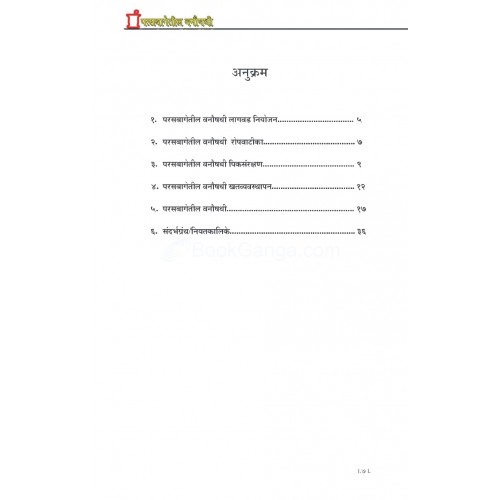 परसबागेतील वनौषधी
अनुक्रम
१. परसबागेतील वनौषधी लागवड नियोजन..................................... ५
२. परसबागेतील वनौषधी रोपवाटीका............................................ ७
३. परसबागेतील वनौषधी पिकसंरक्षण............................................ ९
४. परसबागेतील वनौषधी खतव्यवस्थापन........................................ १२
५. परसबागेतील वनौषधी.............................................................. १७
६. संदर्भग्रंथ/नियतकालिके............................................................. ३६
BookGanga.com